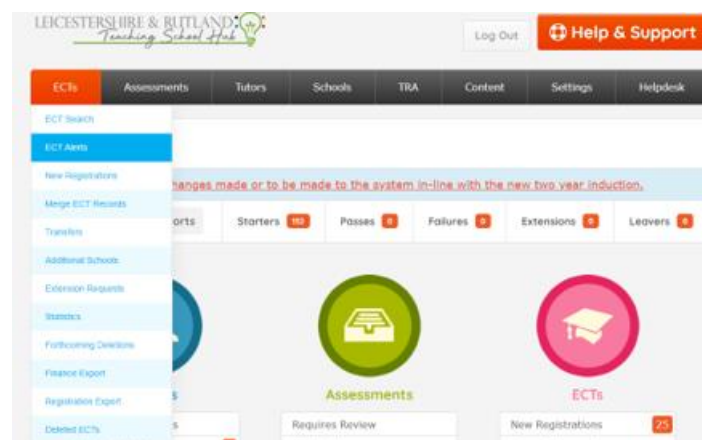 LEICESTERSHIRE & RUTLAND
Teaching School Hub
Log Out
Help & Support
ECTs Assessments Tutors Schools TRA Content Settings Helpdesk
ECT Search
ECT Alerts
New Registrations
hanges made or to be made to the system in-line with the new two year induction.
Merge ECT Records
orts Starters 153 Passes 0 Failures 0 Extensions 0 Leavers 0
Transfers
Additional Schools
Extension Requests
Statistics
Forthcoming Deletions
Finance Export
s Assessments ECTs
Registration Export
s Requires Review New Registrations 25
Deleted ECTs